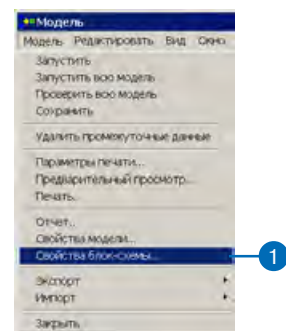 Модель
Модель Редактировать Вид Окно
Запустить
Запустить всю модель
Проверить всю модель
Сохранить
Удалить промежуточные данные
Параметры печати...
Предварительный просмотр...
Печать...
Отчет...
Свойства модели...
Свойства блок-схемы...
1
Экспорт
Импорт
Закрыть